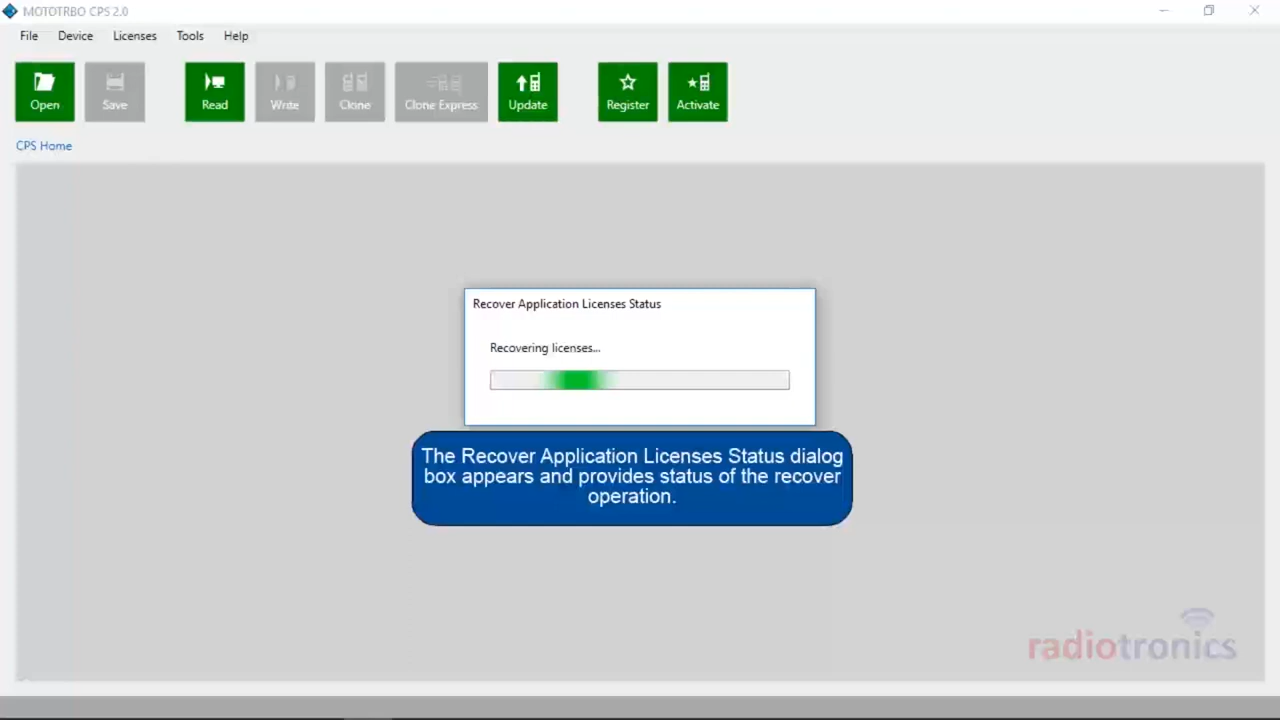 MOTOTRBO CPS 2.0
File Device Licenses Tools Help
Open Save Read Write Clone Clone Express Update Register Activate
CPS Home
Recover Application Licenses Status
Recovering licenses...
The Recover Application Licenses Status dialog
box appears and provides status of the recover
operation.
radiotronics